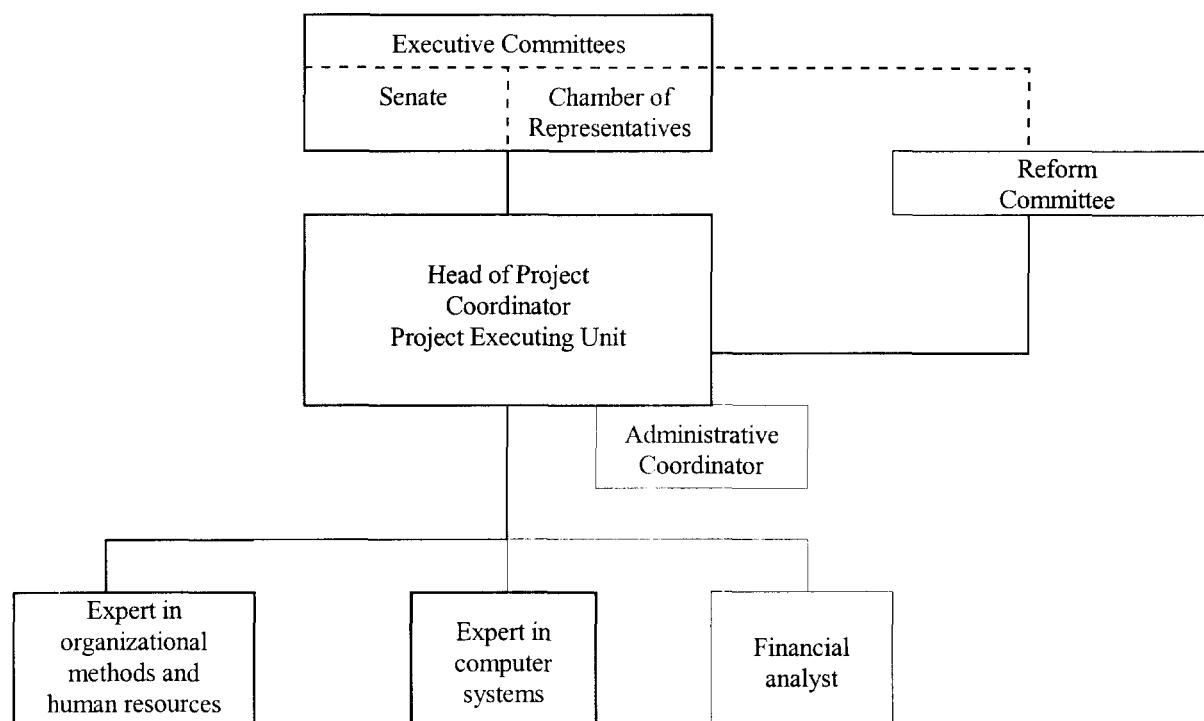 Executive Committees
Senate
Chamber of
Representatives
Reform
Committee
Head of Project
Coordinator
Project Executing Unit
Administrative
Coordinator
Expert in
organizational
methods and
human resources
Expert in
computer
systems
Financial
analyst